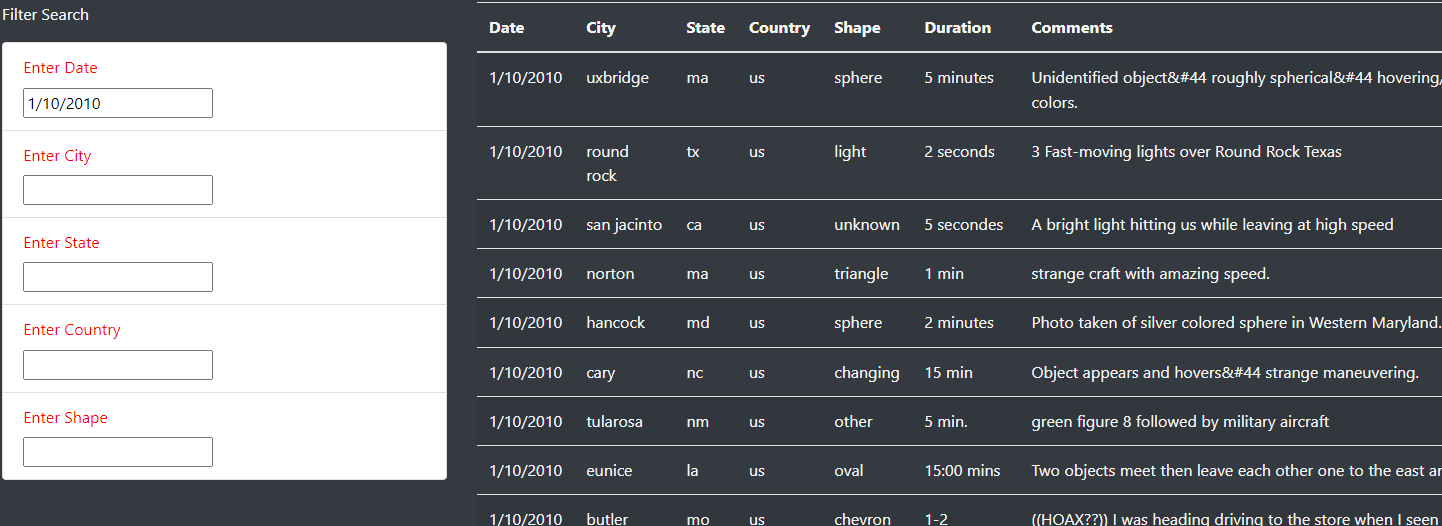 Filter Search
Enter Date
1/10/2010
Enter City
Enter State
Enter Country
Enter Shape
Date City State Country Shape Duration Comments
1/10/2010 uxbridge ma us sphere 5 minutes Unidentified object&#44 roughly spherical&#44 hovering/
colors.
1/10/2010 round tx us light 2 seconds 3 Fast-moving lights over Round Rock Texas
rock
1/10/2010 san jacinto ca us unknown 5 secondes A bright light hitting us while leaving at high speed
1/10/2010 norton ma us triangle 1 min strange craft with amazing speed.
1/10/2010 hancock md us sphere 2 minutes Photo taken of silver colored sphere in Western Maryland.
1/10/2010 cary nc us changing 15 min Object appears and hovers&#44 strange maneuvering.
1/10/2010 tularosa nm us other 5 min. green figure 8 followed by military aircraft
1/10/2010 eunice la us oval 15:00 mins Two objects meet then leave each other one to the east
1/10/2010 butler mo us chevron 1-2 ((HOAX??)) I was heading driving to the store when I seen